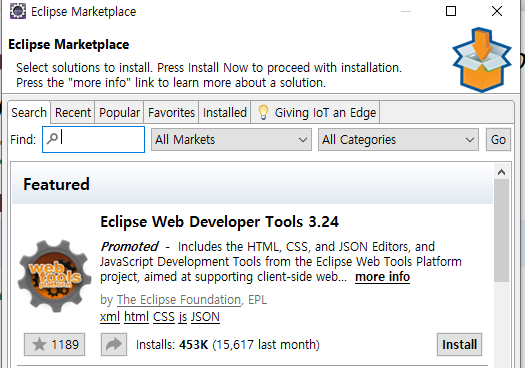 Eclipse Marketplace
Eclipse Marketplace
Select solutions to install. Press Install Now to proceed with installation.
Press the "more info" link to learn more about a solution.
Search Recent Popular Favorites Installed Giving IoT an Edge
Find: All Markets All Categories Go
Featured
Eclipse Web Developer Tools 3.24
Promoted - Includes the HTML, CSS, and JSON Editors, and
JavaScript Development Tools from the Eclipse Web Tools Platform
project, aimed at supporting client-side web... more info
web
tools
platform
by The Eclipse Foundation, EPL
xml html CSS js JSON
1189 Installs: 453K (15,617 last month) Install